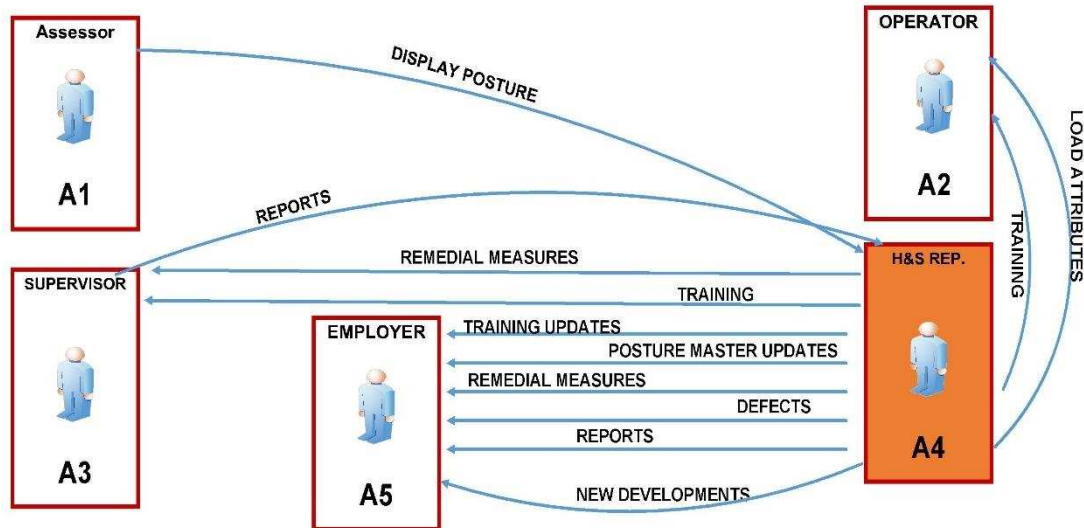 Assessor
A1
DISPLAY POSTURE
OPERATOR
A2
LOAD ATTRIBUTES
TRAINING
REPORTS
SUPERVISOR
A3
REMEDIAL MEASURES
TRAINING
H&S REP.
A4
EMPLOYER
A5
TRAINING UPDATES
POSTURE MASTER UPDATES
REMEDIAL MEASURES
DEFECTS
REPORTS
NEW DEVELOPMENTS